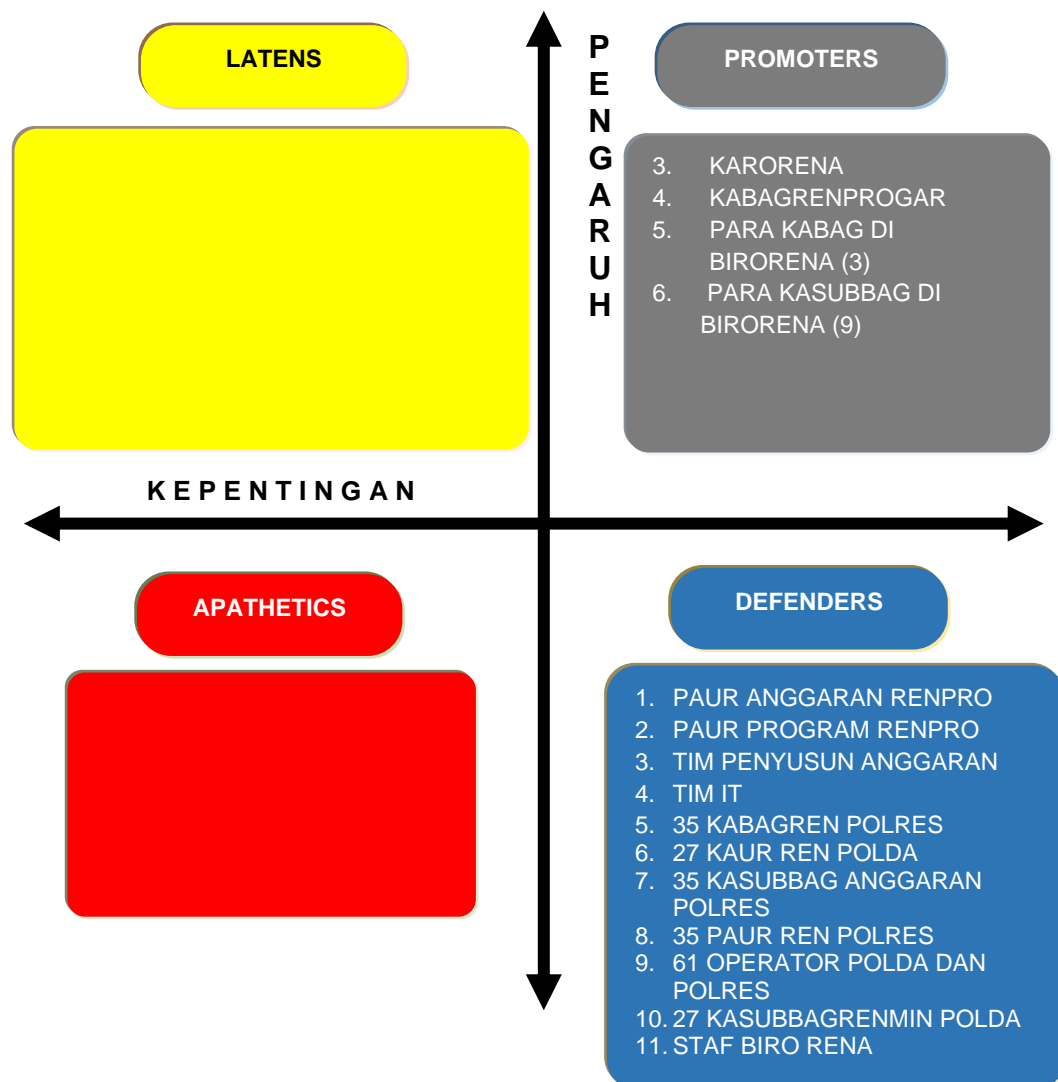 LATENS
PENGARUH
PROMOTERS
3. KARORENA
4. KABAGRENPROGAR
5. PARA KABAG DI
BIRORENA (3)
6. PARA KASUBBAG DI
BIRORENA (9)
KEPENTINGAN
APATHETICS
DEFENDERS
1. PAUR ANGGARAN RENPRO
2. PAUR PROGRAM RENPRO
3. TIM PENYUSUN ANGGARAN
4. TIM IT
5. 35 KABAGREN POLRES
6. 27 KAUR REN POLDA
7. 35 KASUBBAG ANGGARAN
POLRES
8. 35 PAUR REN POLRES
9. 61 OPERATOR POLDA DAN
POLRES
10. 27 KASUBBAGRENMIN POLDA
11. STAF BIRO RENA